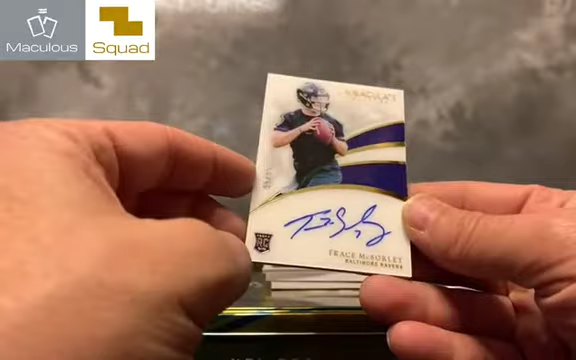 Maculous
Squad
IMMACULATE
RC
TRACE McSORLEY
BALTIMORE RAVENS